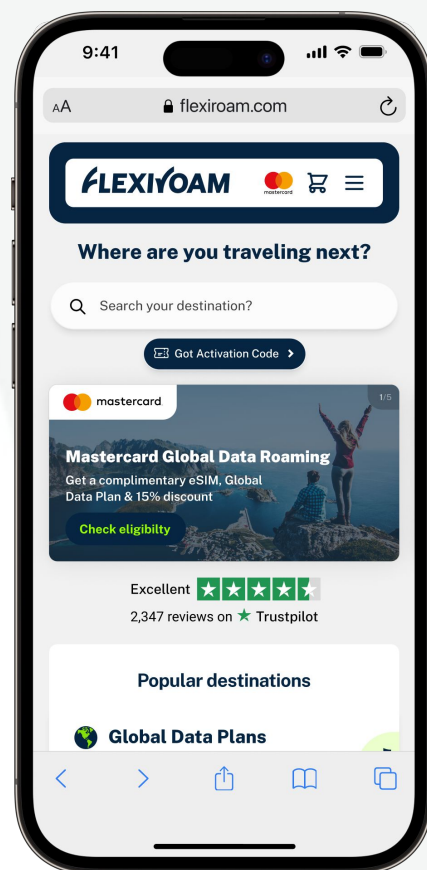 9:41
AA flexiroam.com
FLEXIROAM
mastercard
Where are you traveling next?
Search your destination?
Got Activation Code
mastercard
1/5
Mastercard Global Data Roaming
Get a complimentary eSIM, Global
Data Plan & 15% discount
Check eligibilty
Excellent
2,347 reviews on Trustpilot
Popular destinations
Global Data Plans